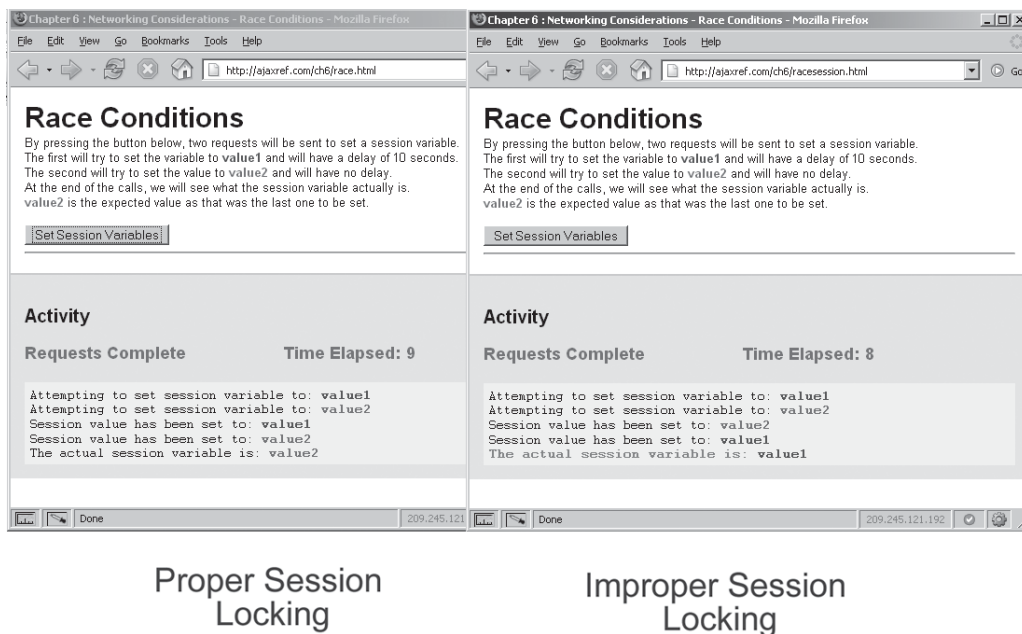 Chapter 6 : Networking Considerations - Race Conditions - Mozilla Firefox
File Edit View Go Bookmarks Tools Help
http://ajaxref.com/ch6/race.html
Race Conditions
By pressing the button below, two requests will be sent to set a session variable.
The first will try to set the variable to value1 and will have a delay of 10 seconds.
The second will try to set the value to value2 and will have no delay.
At the end of the calls, we will see what the session variable actually is.
value2 is the expected value as that was the last one to be set.
Set Session Variables
Activity
Requests Complete Time Elapsed: 9
Attempting to set session variable to: value1
Attempting to set session variable to: value2
Session value has been set to: value1
Session value has been set to: value2
The actual session variable is: value2
Done 209.245.121
Proper Session
Locking
Chapter 6 : Networking Considerations - Race Conditions - Mozilla Firefox
File Edit View Go Bookmarks Tools Help
http://ajaxref.com/ch6/racesession.html Go
Race Conditions
By pressing the button below, two requests will be sent to set a session variable.
The first will try to set the variable to value1 and will have a delay of 10 seconds.
The second will try to set the value to value2 and will have no delay.
At the end of the calls, we will see what the session variable actually is.
value2 is the expected value as that was the last one to be set.
Set Session Variables
Activity
Requests Complete Time Elapsed: 8
Attempting to set session variable to: value1
Attempting to set session variable to: value2
Session value has been set to: value2
Session value has been set to: value1
The actual session variable is: value1
Done 209.245.121.192
Improper Session
Locking